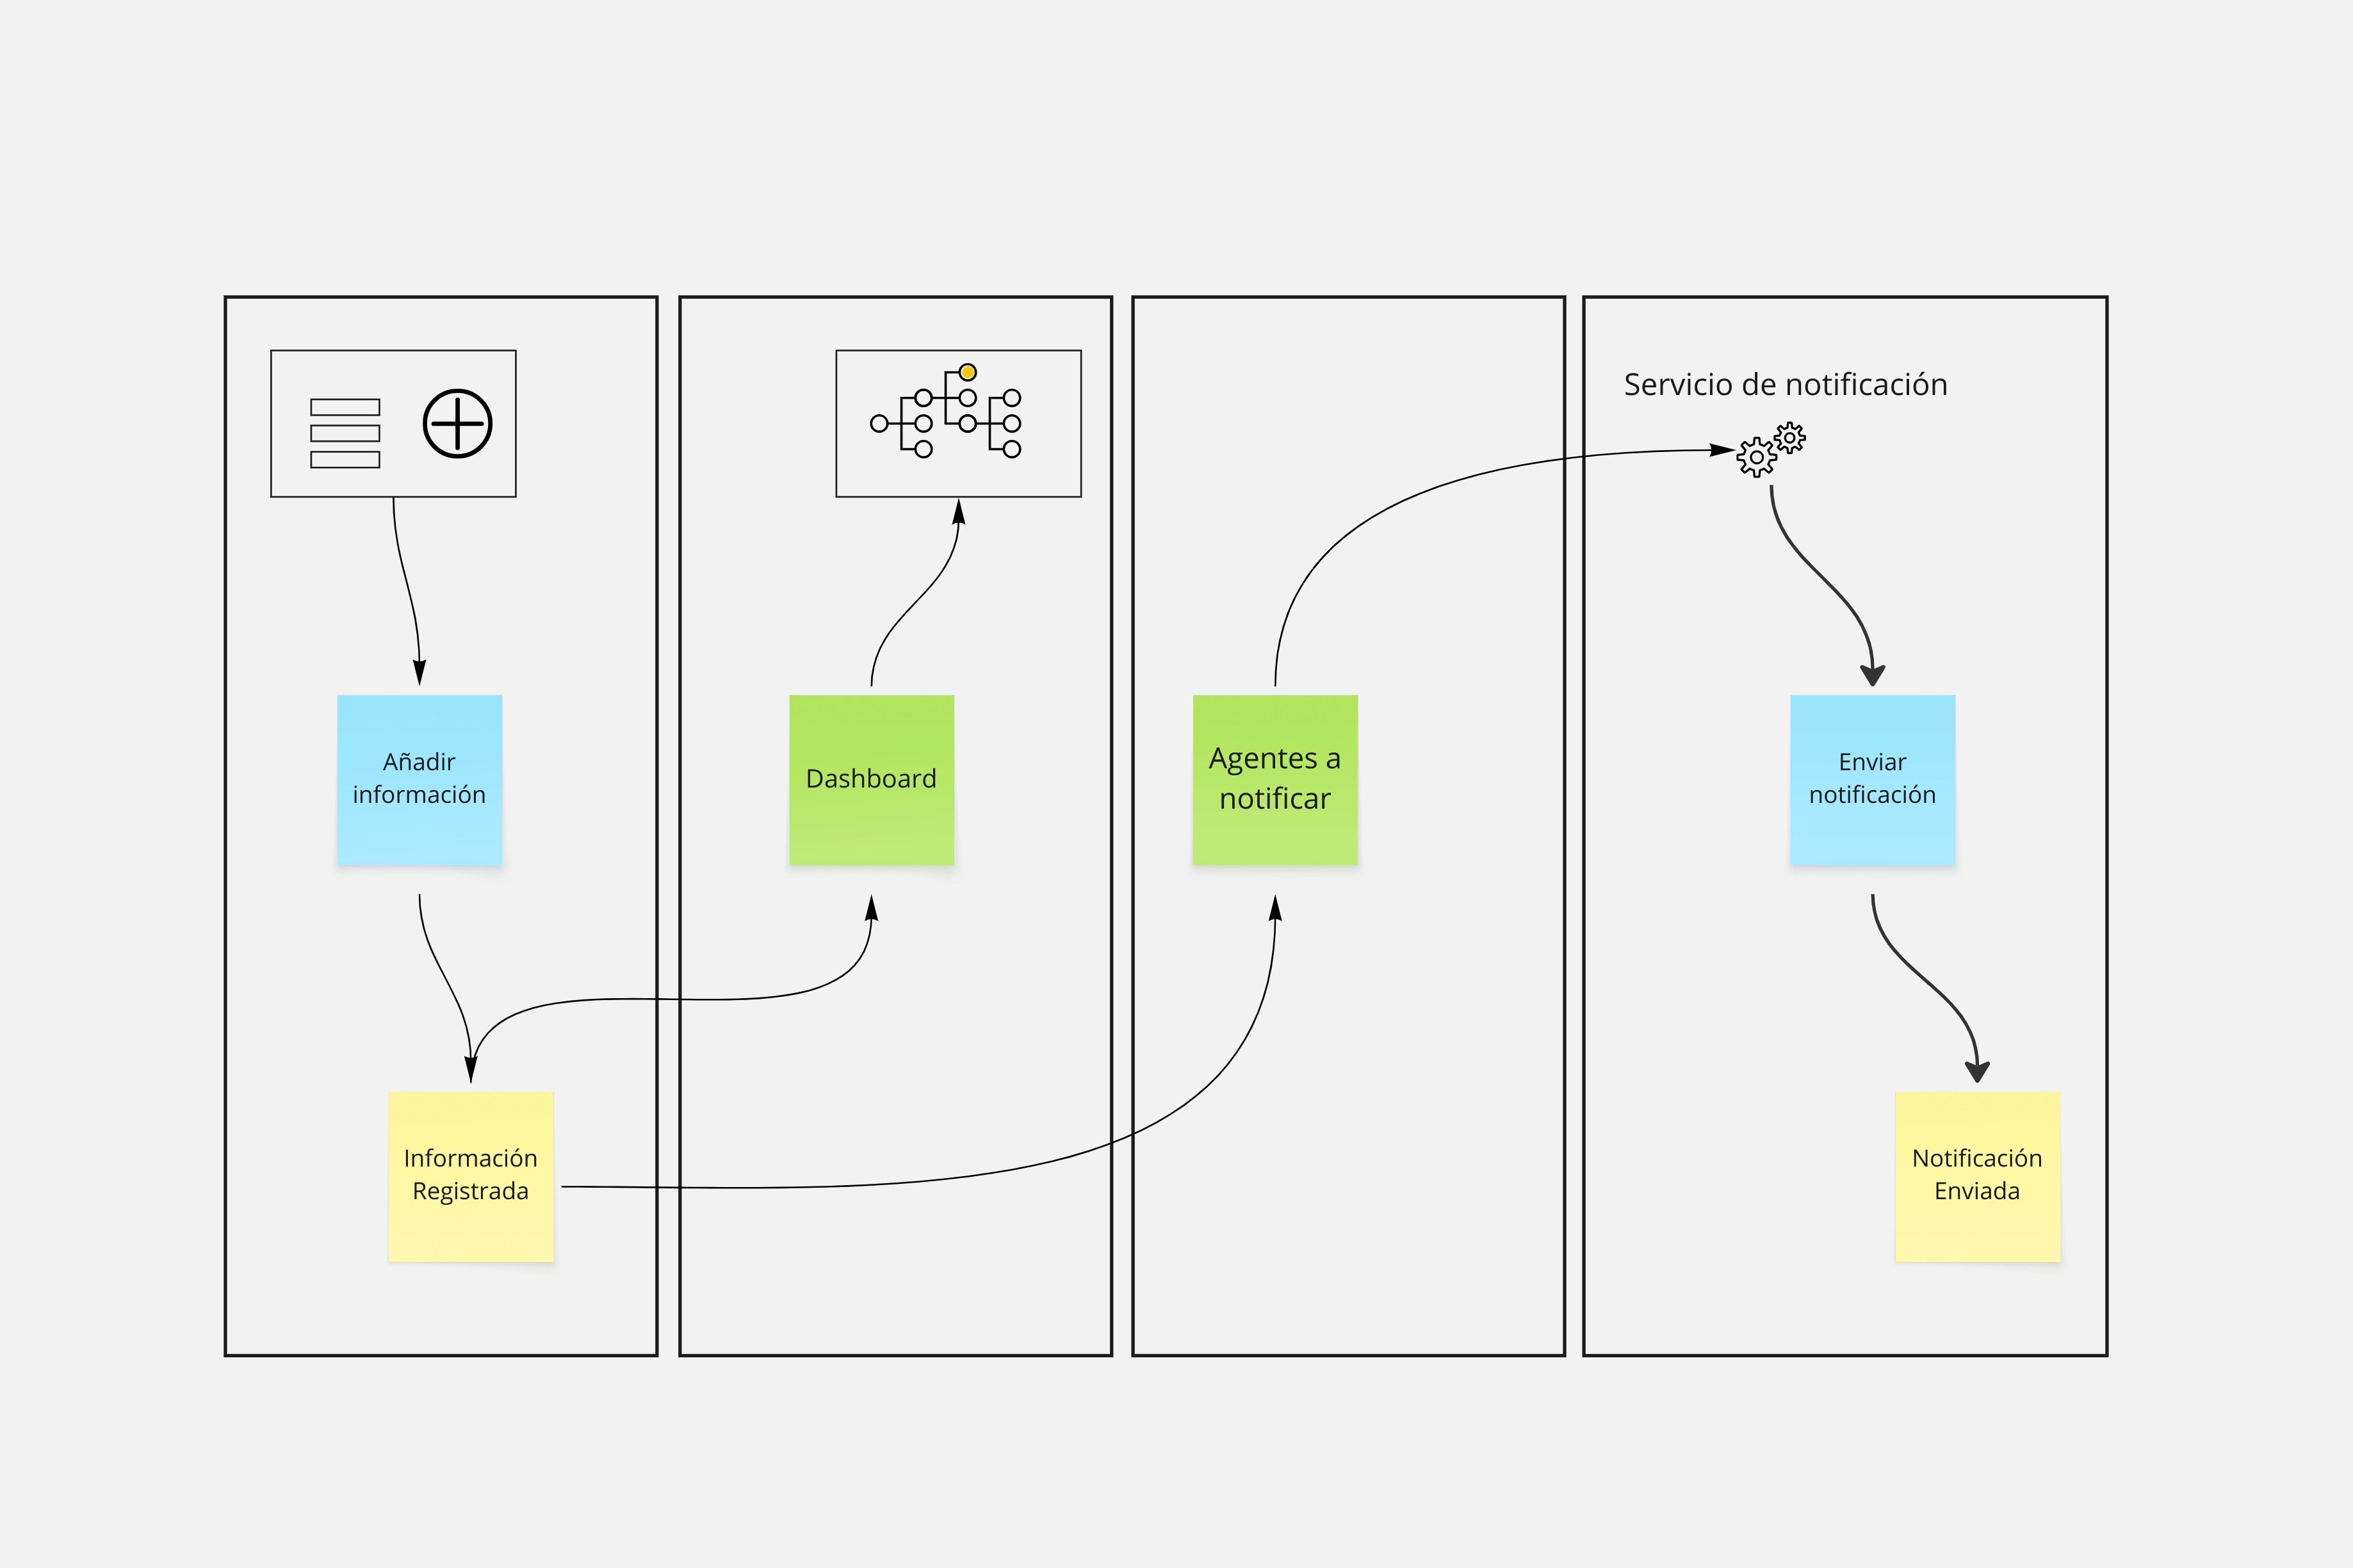 Servicio de notificación
Añadir
información
Dashboard
Agentes a
notificar
Enviar
notificación
Información
Registrada
Notificación
Enviada